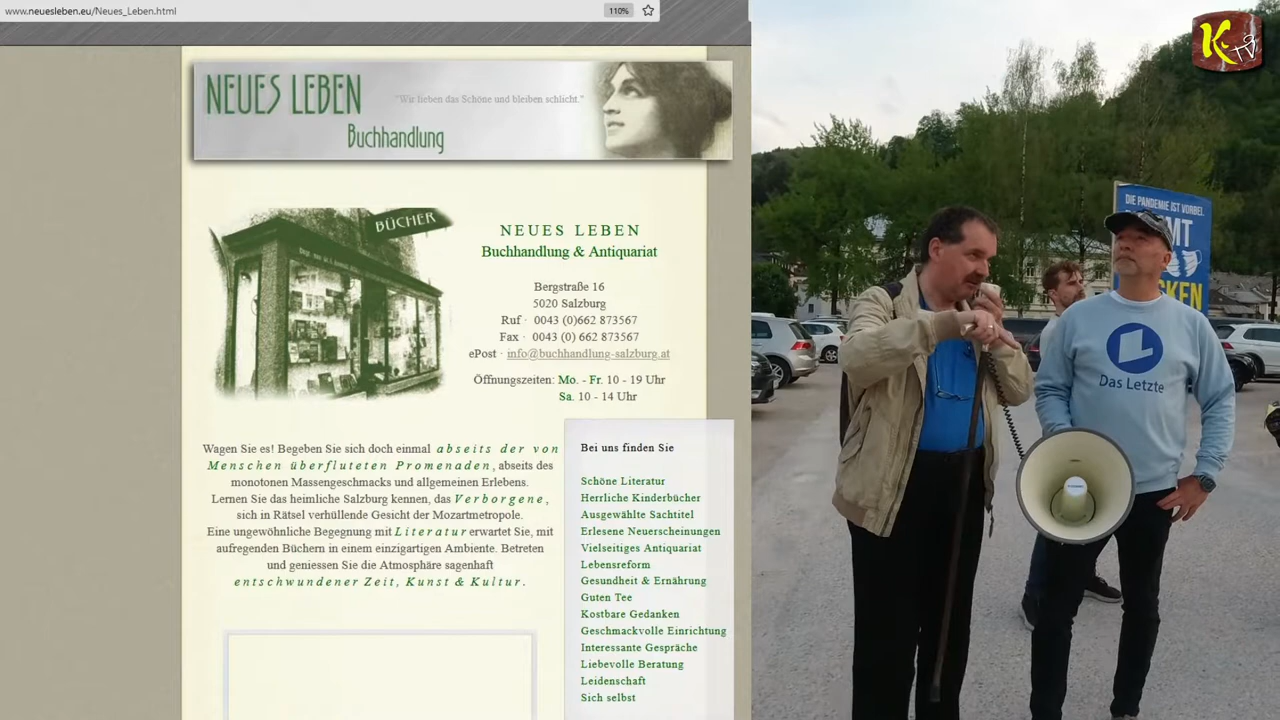 www.neuesleben.eu/Neues_Leben.html
110%
NEUES LEBEN
"Wir lieben das Schöne und bleiben schlicht."
Buchhandlung
BÜCHER
NEUES LEBEN
Buchhandlung & Antiquariat
Bergstraße 16
5020 Salzburg
Ruf · 0043 (0)662 873567
Fax · 0043 (0) 662 873567
ePost · info@buchhandlung-salzburg.at
Öffnungszeiten: Mo. - Fr. 10 - 19 Uhr
Sa. 10 - 14 Uhr
Wagen Sie es! Begeben Sie sich doch einmal abseits der von
Menschen überfluteten Promenaden, abseits des
monotonen Massengeschmacks und allgemeinen Erlebens.
Lernen Sie das heimliche Salzburg kennen, das Verborgene,
sich in Rätsel verhüllende Gesicht der Mozartmetropole.
Eine ungewöhnliche Begegnung mit Literatur erwartet Sie, mit
aufregenden Büchern in einem einzigartigen Ambiente. Betreten
und geniessen Sie die Atmosphäre sagenhaft
entschwundener Zeit, Kunst & Kultur.
Bei uns finden Sie
Schöne Literatur
Herrliche Kinderbücher
Ausgewählte Sachtitel
Erlesene Neuerscheinungen
Vielseitiges Antiquariat
Lebensreform
Gesundheit & Ernährung
Guten Tee
Kostbare Gedanken
Geschmackvolle Einrichtung
Interessante Gespräche
Liebevolle Beratung
Leidenschaft
Sich selbst
K TV
DIE PANDEMIE IST VORBEI.
Das Letzte